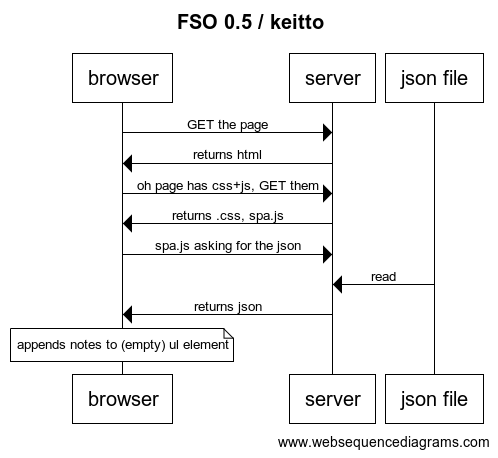 FSO 0.5 / keitto
browser server json file
GET the page
returns html
oh page has css+js, GET them
returns .css, spa.js
spa.js asking for the json
read
returns json
appends notes to (empty) ul element
browser server json file
www.websequencediagrams.com